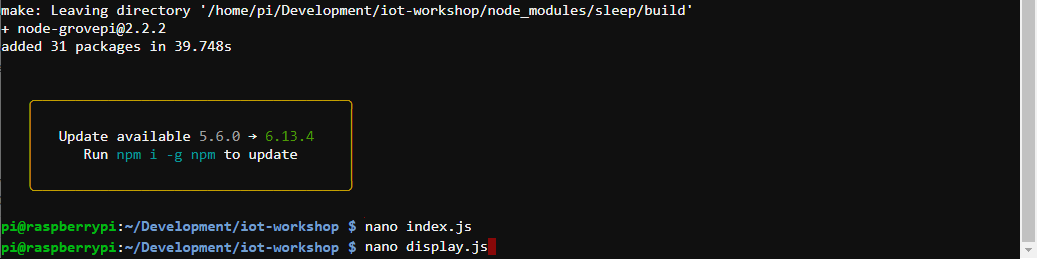 make: Leaving directory '/home/pi/Development/iot-workshop/node_modules/sleep/build'
+ node-grovepi@2.2.2
added 31 packages in 39.748s
Update available 5.6.0 → 6.13.4
Run npm i -g npm to update
pi@raspberrypi:~/Development/iot-workshop $ nano index.js
pi@raspberrypi:~/Development/iot-workshop $ nano display.js